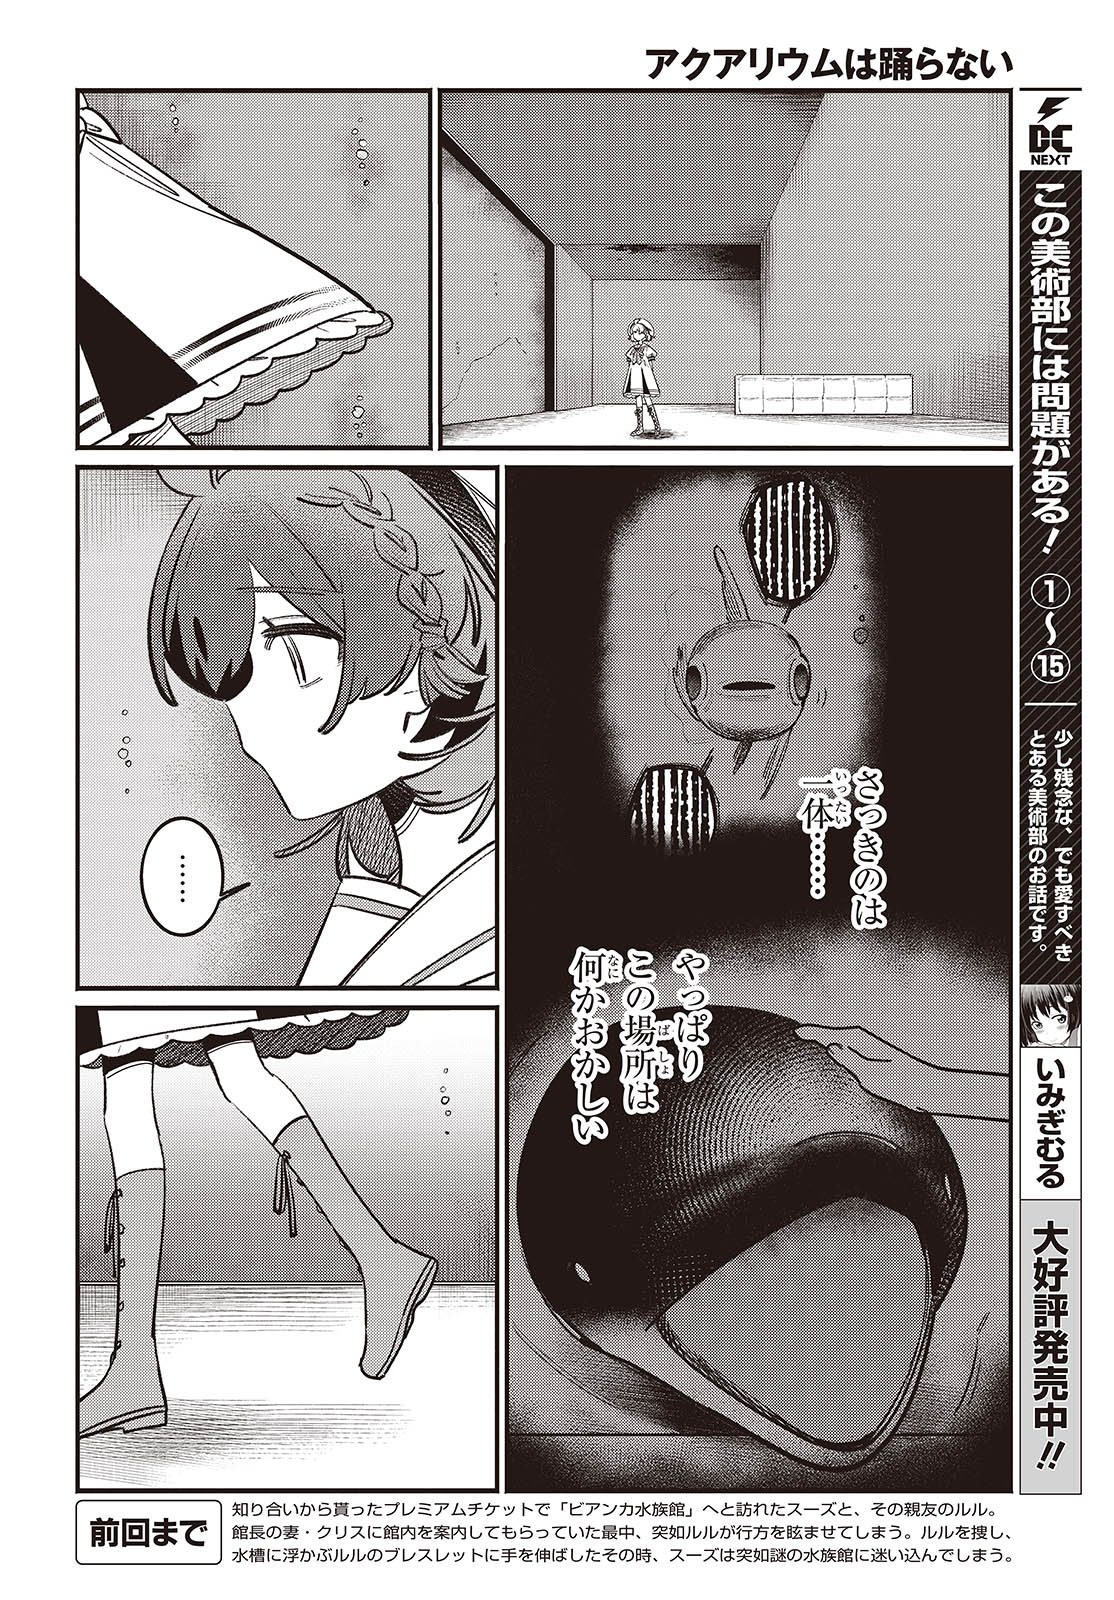 アクアリウムは踊らない
DC
NEXT
この美術部には問題がある！ ①～⑮
少し残念な、でも愛すべき
とある美術部のお話です。
いみぎむる
大好評発売中!!
さっきのは
一体……
いったい
やっぱり
この場所は
ばしょ
何かおかしい
なに
……
前回まで
知り合いから貰ったプレミアムチケットで「ビアンカ水族館」へと訪れたスーズと、その親友のルル。
館長の妻・クリスに館内を案内してもらっていた最中、突如ルルが行方を眩ませてしまう。ルルを捜し、
水槽に浮かぶルルのブレスレットに手を伸ばしたその時、スーズは突如謎の水族館に迷い込んでしまう。